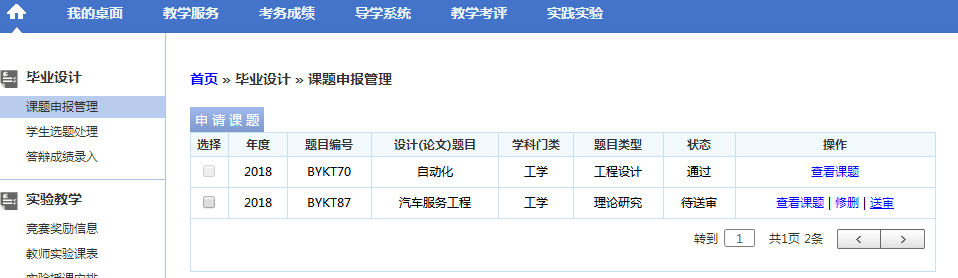 我的桌面 教学服务 考务成绩 导学系统 教学考评 实践实验
毕业设计
课题申报管理
学生选题处理
答辩成绩录入
实验教学
竞赛奖励信息
教师实验课表
实验授课安排
首页 » 毕业设计 » 课题申报管理
申请课题
选择 年度 题目编号 设计(论文)题目 学科门类 题目类型 状态 操作
2018 BYKT70 自动化 工学 工程设计 通过 查看课题
2018 BYKT87 汽车服务工程 工学 理论研究 待送审 查看课题 | 修删 | 送审
转到 1 共1页 2条 < >